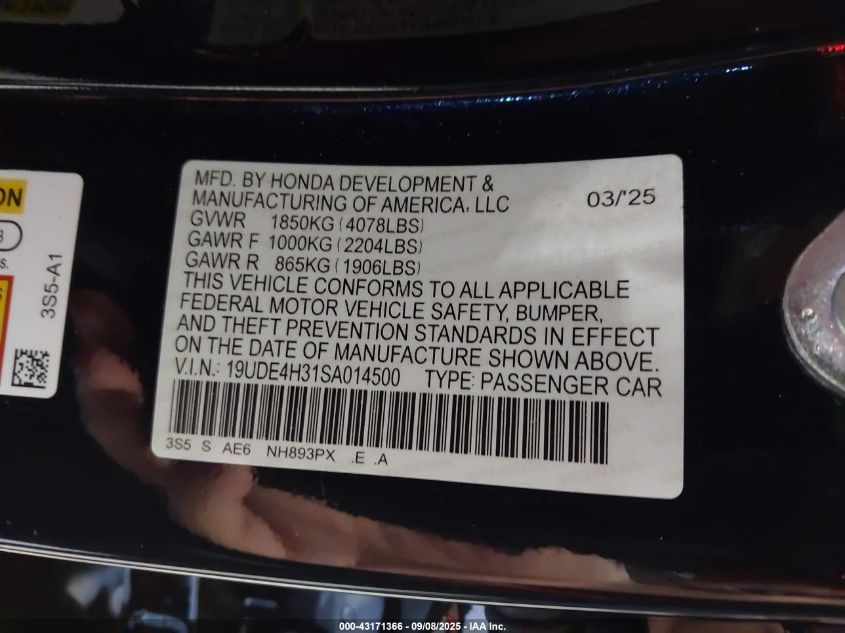 MFD. BY HONDA DEVELOPMENT &
MANUFACTURING OF AMERICA, LLC 03/'25
GVWR 1850KG (4078LBS)
GAWR F 1000KG (2204LBS)
GAWR R 865KG (1906LBS)
THIS VEHICLE CONFORMS TO ALL APPLICABLE
FEDERAL MOTOR VEHICLE SAFETY, BUMPER,
AND THEFT PREVENTION STANDARDS IN EFFECT
ON THE DATE OF MANUFACTURE SHOWN ABOVE.
V.I.N.: 19UDE4H31SA014500 TYPE: PASSENGER CAR
3S5 S AE6 NH893PX .E .A
3S5-A1
000-43171366 - 09/08/2025 - IAA Inc.